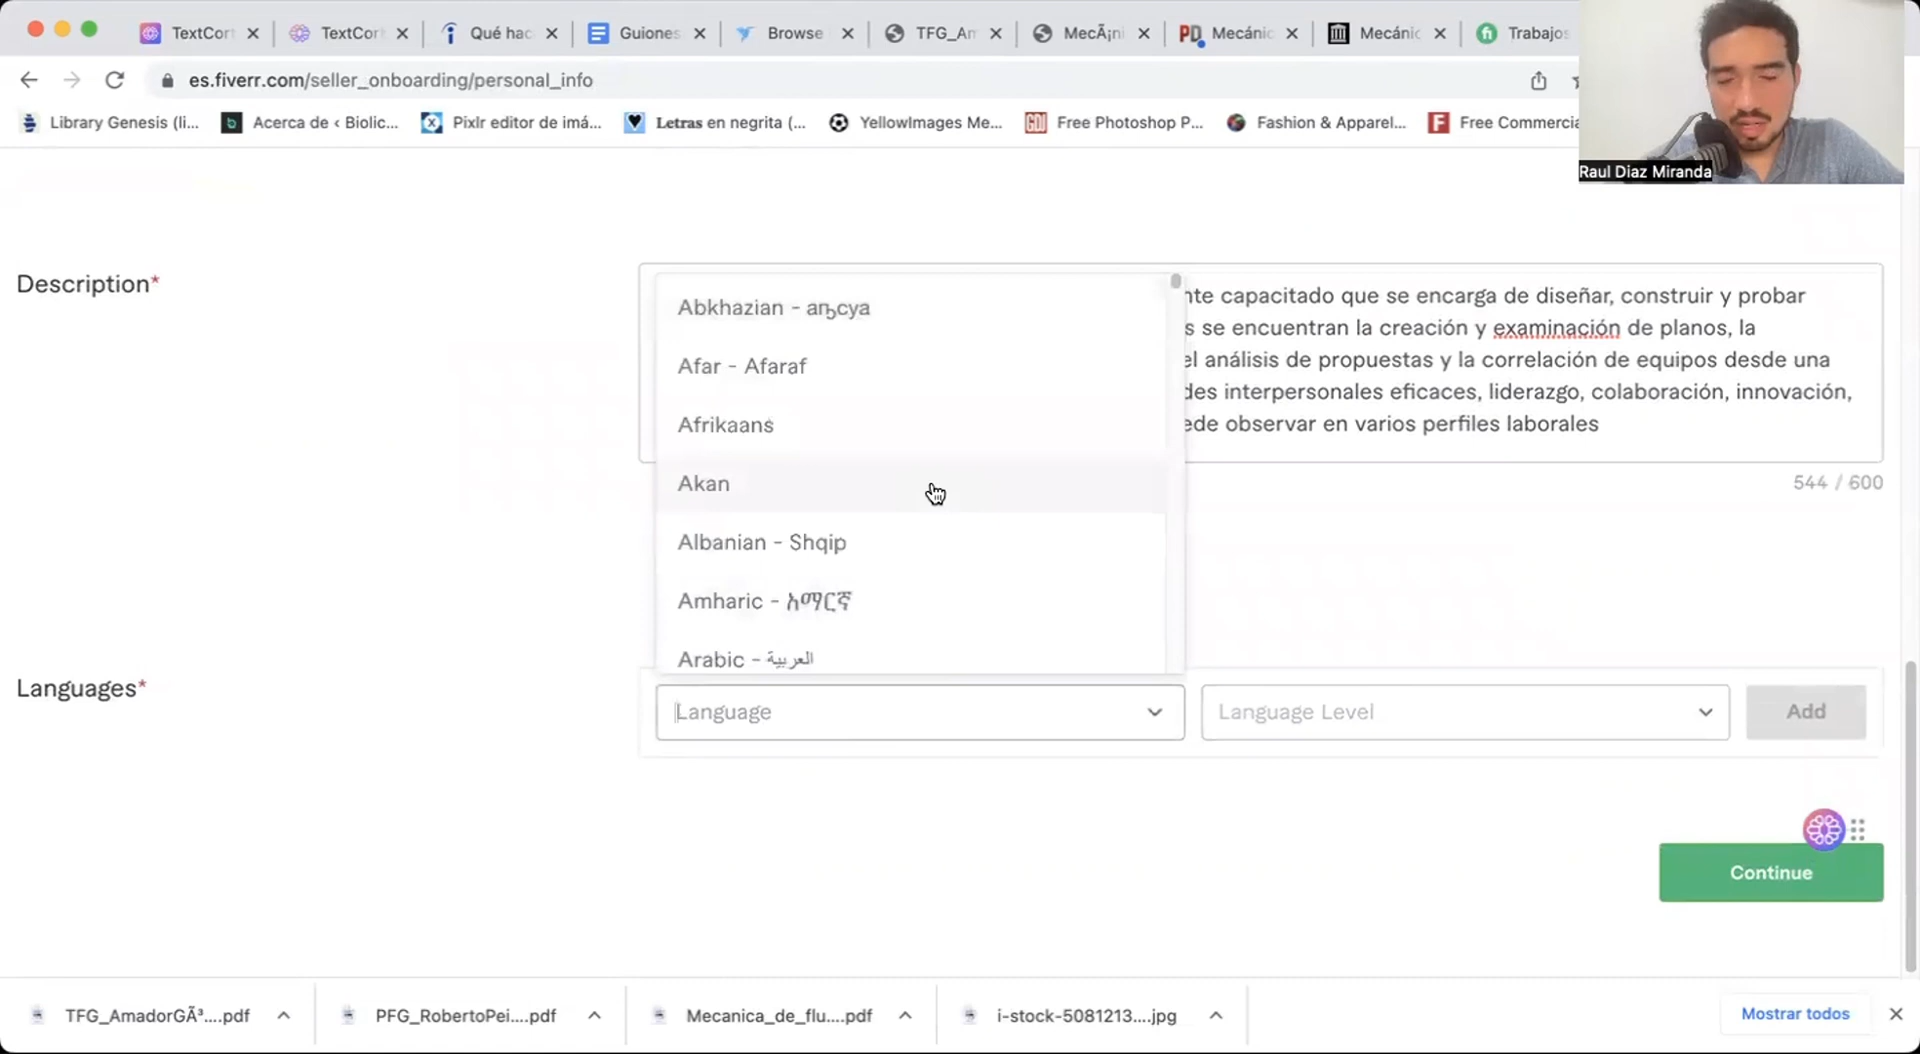 TextCort
TextCort
Qué hac
Guiones
Browse
TFG_Am
MecÃ¡ni
Mecánic
Mecánic
Trabajos
es.fiverr.com/seller_onboarding/personal_info
Library Genesis (li...
Acerca de ‹ Biolic...
Pixlr editor de imá...
Letras en negrita (...
YellowImages Me...
Free Photoshop P...
Fashion & Apparel...
Free Commercia
Raul Diaz Miranda
Description*
nte capacitado que se encarga de diseñar, construir y probar
s se encuentran la creación y examinación de planos, la
el análisis de propuestas y la correlación de equipos desde una
des interpersonales eficaces, liderazgo, colaboración, innovación,
ede observar en varios perfiles laborales
544 / 600
Abkhazian - аҧсуа
Afar - Afaraf
Afrikaans
Akan
Albanian - Shqip
Amharic - አማርኛ
Arabic - العربية
Languages*
Language
Language Level
Add
Continue
TFG_AmadorGÃ³....pdf
PFG_RobertoPei....pdf
Mecanica_de_flu....pdf
i-stock-5081213....jpg
Mostrar todos